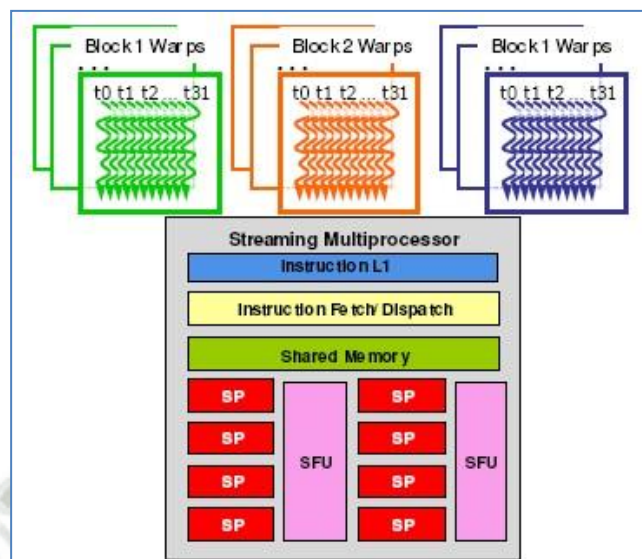 Block 1 Warps
Block 2 Warps
Block 1 Warps
...
...
...
t0 t1 t2 ... t31
t0 t1 t2 ... t31
t0 t1 t2 ... t31
Streaming Multiprocessor
Instruction L1
Instruction Fetch/Dispatch
Shared Memory
SP
SP
SP
SP
SFU
SP
SP
SP
SP
SFU